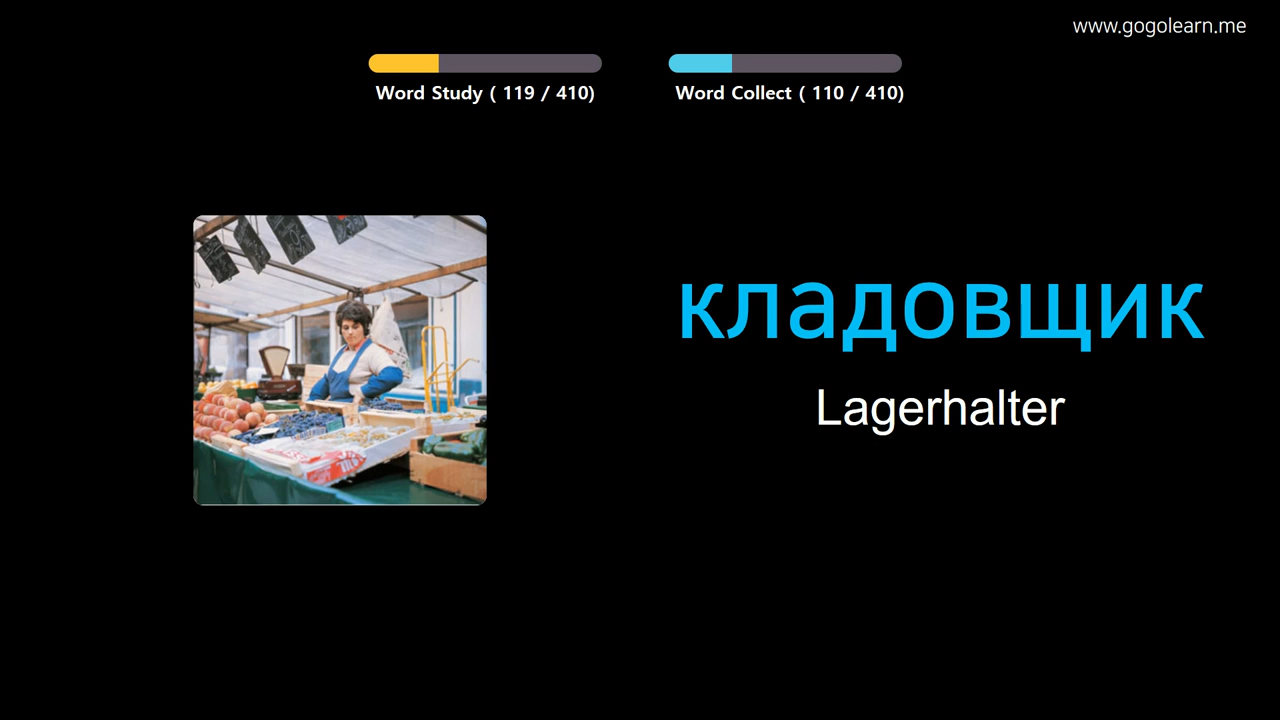 www.gogolearn.me
Word Study ( 119 / 410)
Word Collect ( 110 / 410)
кладовщик
Lagerhalter